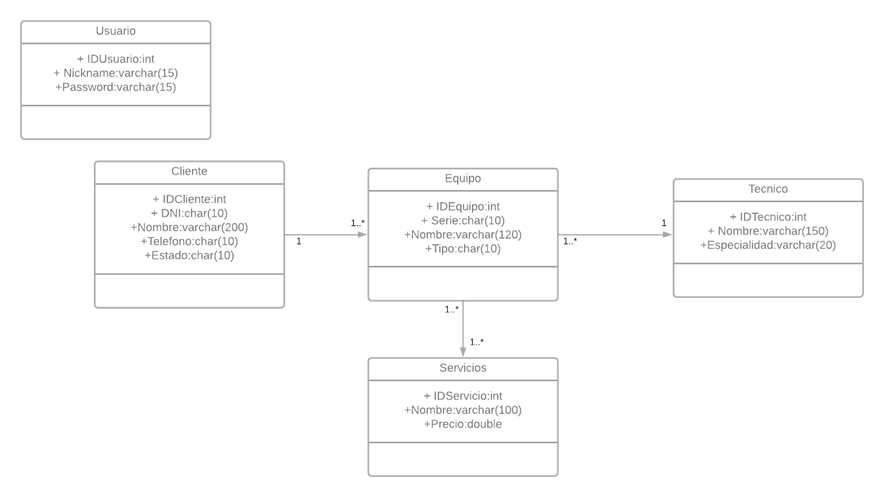 Usuario
+ IDUsuario:int
+ Nickname:varchar(15)
+Password:varchar(15)
Cliente
+ IDCliente:int
+ DNI:char(10)
+Nombre:varchar(200)
+Telefono:char(10)
+Estado:char(10)
1
1..*
Equipo
+ IDEquipo:int
+ Serie:char(10)
+Nombre:varchar(120)
+Tipo:char(10)
1..*
1
Tecnico
+ IDTecnico:int
+ Nombre:varchar(150)
+Especialidad:varchar(20)
1..*
1..*
Servicios
+ IDServicio:int
+Nombre:varchar(100)
+Precio:double